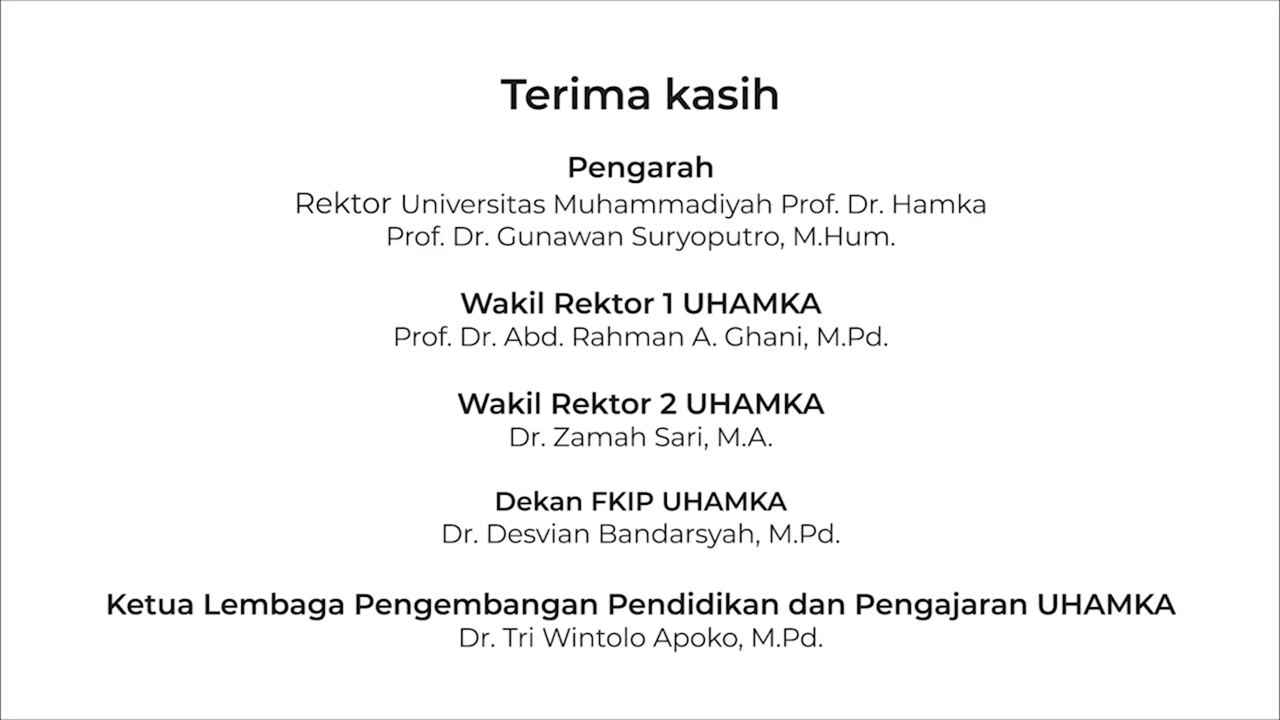 Terima kasih
Pengarah
Rektor Universitas Muhammadiyah Prof. Dr. Hamka
Prof. Dr. Gunawan Suryoputro, M.Hum.
Wakil Rektor 1 UHAMKA
Prof. Dr. Abd. Rahman A. Ghani, M.Pd.
Wakil Rektor 2 UHAMKA
Dr. Zamah Sari, M.A.
Dekan FKIP UHAMKA
Dr. Desvian Bandarsyah, M.Pd.
Ketua Lembaga Pengembangan Pendidikan dan Pengajaran UHAMKA
Dr. Tri Wintolo Apoko, M.Pd.